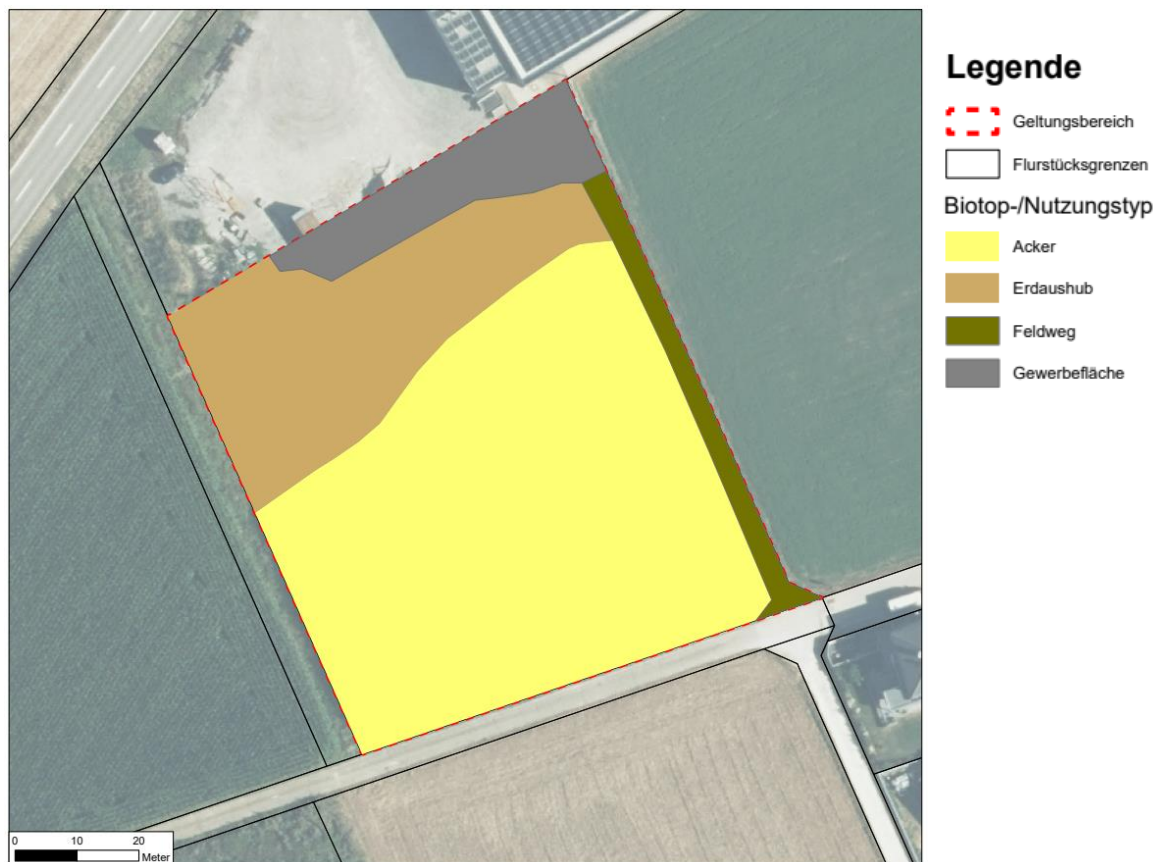 Legende
Geltungsbereich
Flurstücksgrenzen
Biotop-/Nutzungstyp
Acker
Erdaushub
Feldweg
Gewerbefläche
0 10 20
Meter